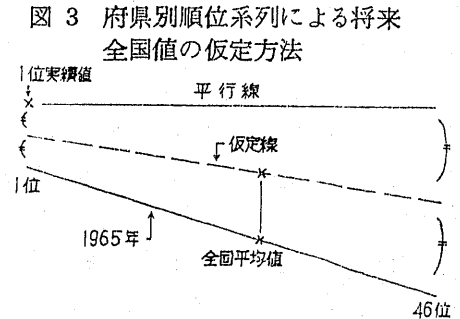 図 3 府県別順位系列による将来
全国値の仮定方法
1位実績値
平行線
仮定線
1位
1965年
全国平均値
46位